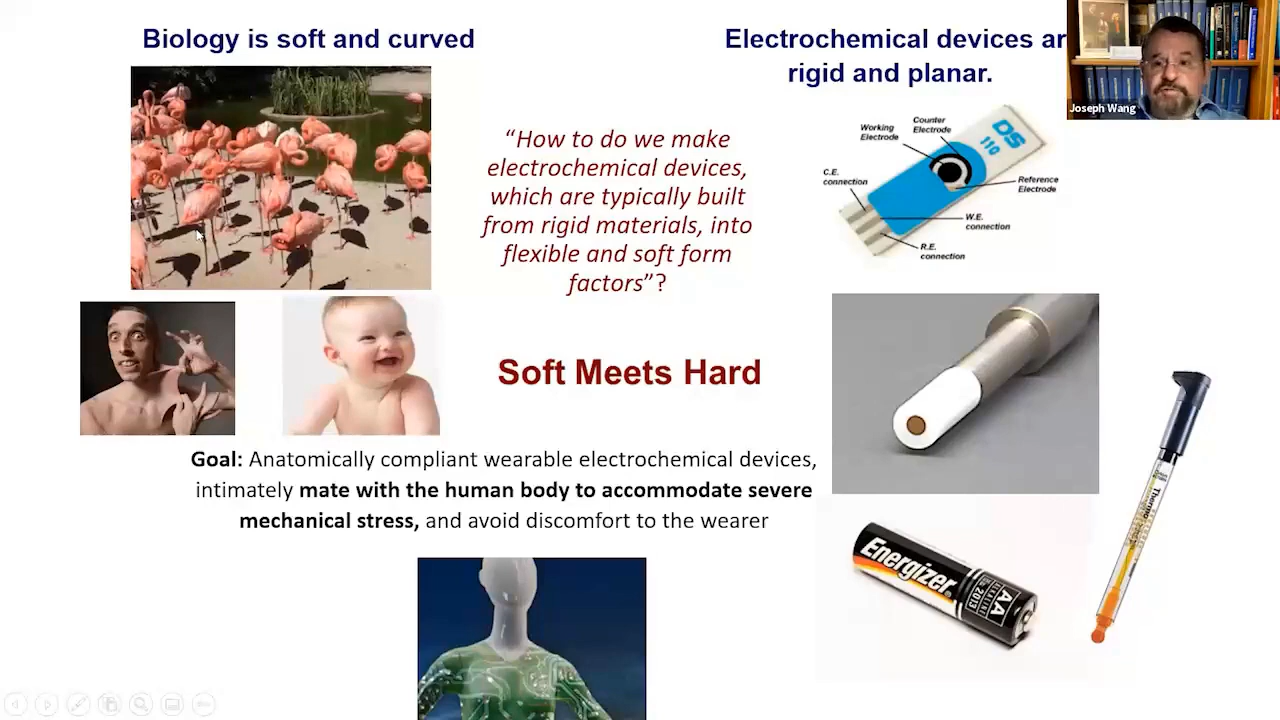 Biology is soft and curved
Electrochemical devices ar
rigid and planar.
Joseph Wang
“How to do we make
electrochemical devices,
which are typically built
from rigid materials, into
flexible and soft form
factors”?
Working
Electrode
Counter
Electrode
DS
110
C.E.
connection
Reference
Electrode
W.E.
connection
R.E.
connection
Soft Meets Hard
Goal: Anatomically compliant wearable electrochemical devices,
intimately mate with the human body to accommodate severe
mechanical stress, and avoid discomfort to the wearer
Energizer
ALKALINE
AA
2013
Thermo